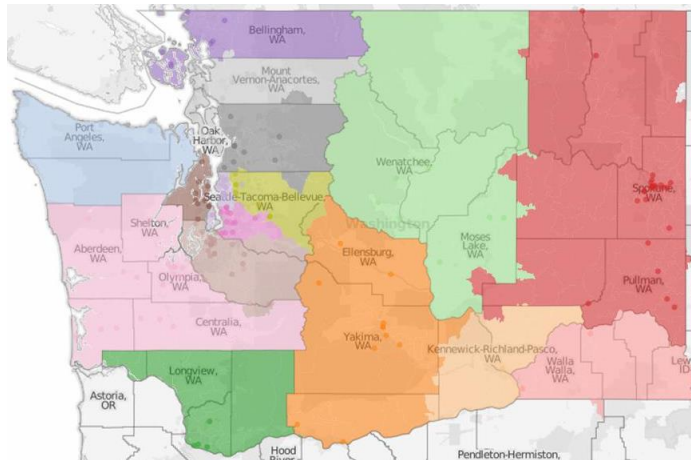 Bellingham,
WA
Mount
Vernon-Anacortes,
WA
Port
Angeles,
WA
Oak
Harbor,
WA
Wenatchee,
WA
Seattle-Tacoma-Bellevue,
WA
Spokane,
WA
Washington
Shelton,
WA
Aberdeen,
WA
Ellensburg,
WA
Moses
Lake,
WA
Olympia,
WA
Pullman,
WA
Centralia,
WA
Yakima,
WA
Kennewick-Richland-Pasco,
WA
Longview,
WA
Walla
Walla,
WA
Lew
ID
Astoria,
OR
Hood
River
Pendleton-Hermiston,